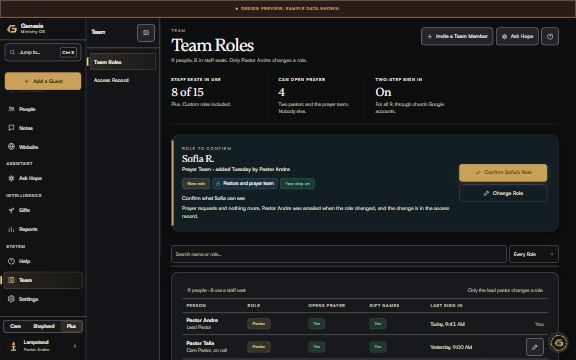 DESIGN PREVIEW. SAMPLE DATA SHOWN.
Genesis
Ministry OS
Jump to...
Ctrl K
+ Add a Guest
People
Notes
Website
ASSISTANT
Ask Hope
INTELLIGENCE
Gifts
Reports
SYSTEM
Help
Team
Settings
Core
Shepherd
Plus
Lampstand
Pastor Andre
Team
Team Roles
Access Record
TEAM
Team Roles
9 people, 8 in staff seats. Only Pastor Andre changes a role.
+ Invite a Team Member
Ask Hope
STAFF SEATS IN USE
8 of 15
Plus. Custom roles included.
CAN OPEN PRAYER
4
Two pastors and the prayer team. Nobody else.
TWO-STEP SIGN IN
On
For all 9, through church Google accounts.
ROLE TO CONFIRM
Sofia R.
Prayer Team • added Tuesday by Pastor Andre
New role
Pastors and prayer team
Two-step on
Confirm what Sofia can see
Prayer requests and nothing more. Pastor Andre was emailed when the role changed, and the change is in the access record.
Confirm Sofia's Role
Change Role
Search name or role...
Every Role
9 people • 8 use a staff seat
Only the lead pastor changes a role
PERSON
ROLE
OPENS PRAYER
GIFT NAMES
LAST SIGN IN
Pastor Andre
Lead Pastor
Pastor
Yes
Yes
Today, 9:41 AM
You
Pastor Talia
Care Pastor, on call
Pastor
Yes
Yes
Yesterday, 9:00 AM